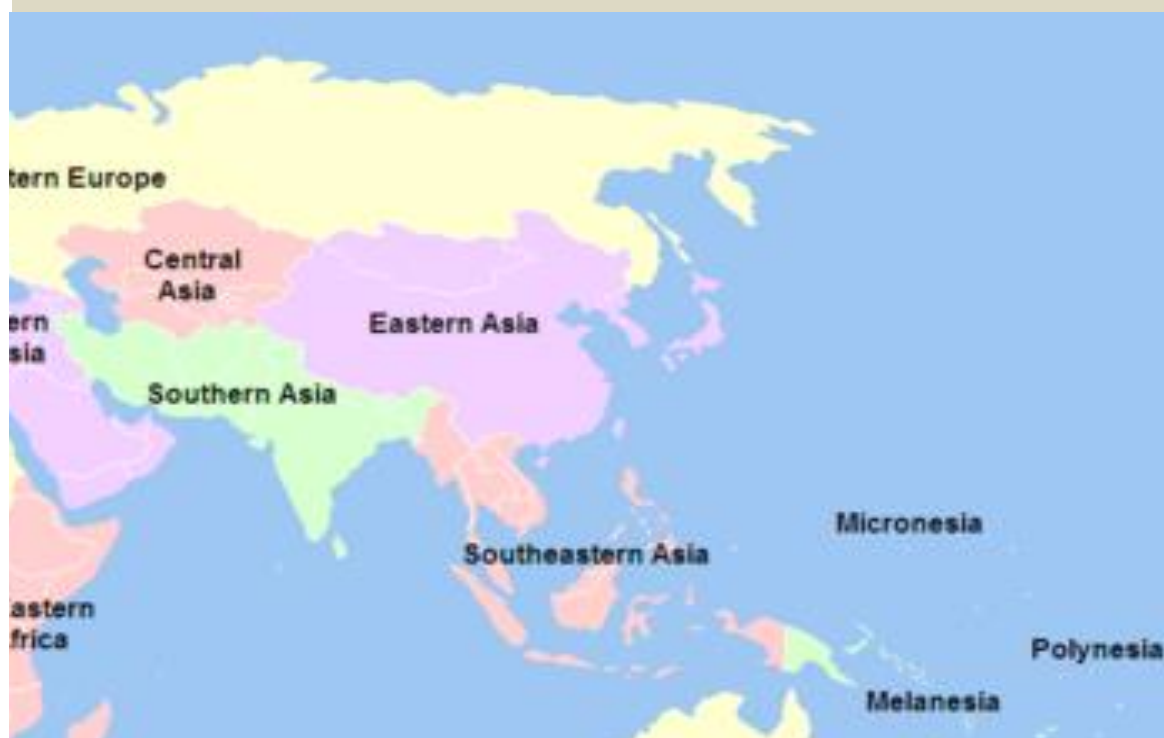 tern Europe
Central
Asia
Eastern Asia
ern
sia
Southern Asia
Micronesia
Southeastern Asia
astern
frica
Polynesia
Melanesia